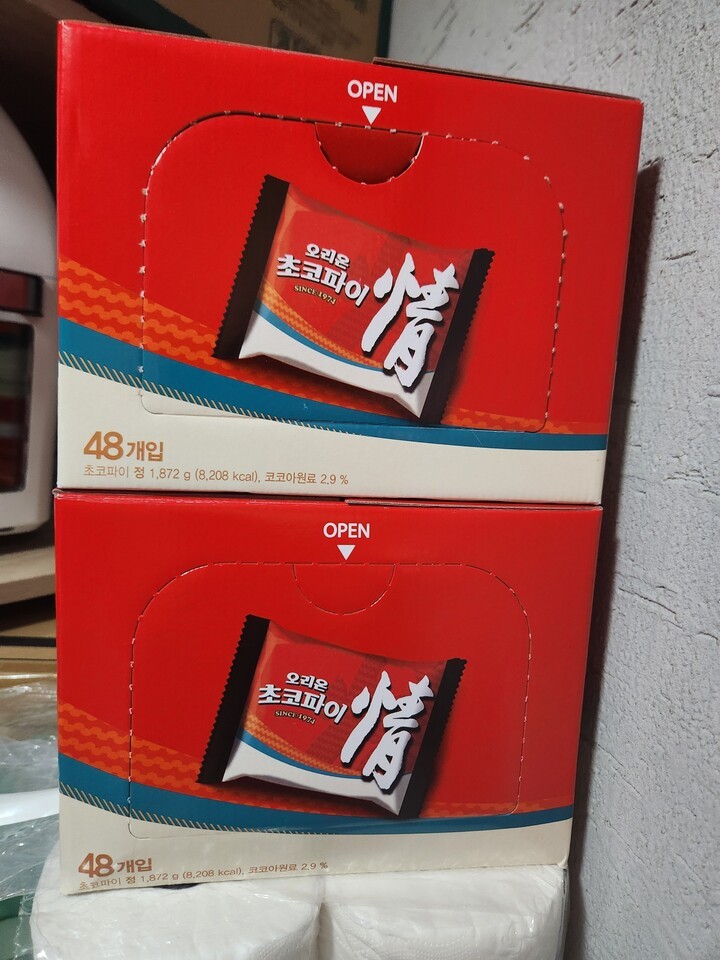 OPEN
오리온
초코파이
SINCE 1974
情
48개입
초코파이 정 1,872 g (8,208 kcal), 코코아원료 2.9 %
OPEN
오리온
초코파이
SINCE 1974
情
48개입
초코파이 정 1,872 g (8,208 kcal), 코코아원료 2.9 %